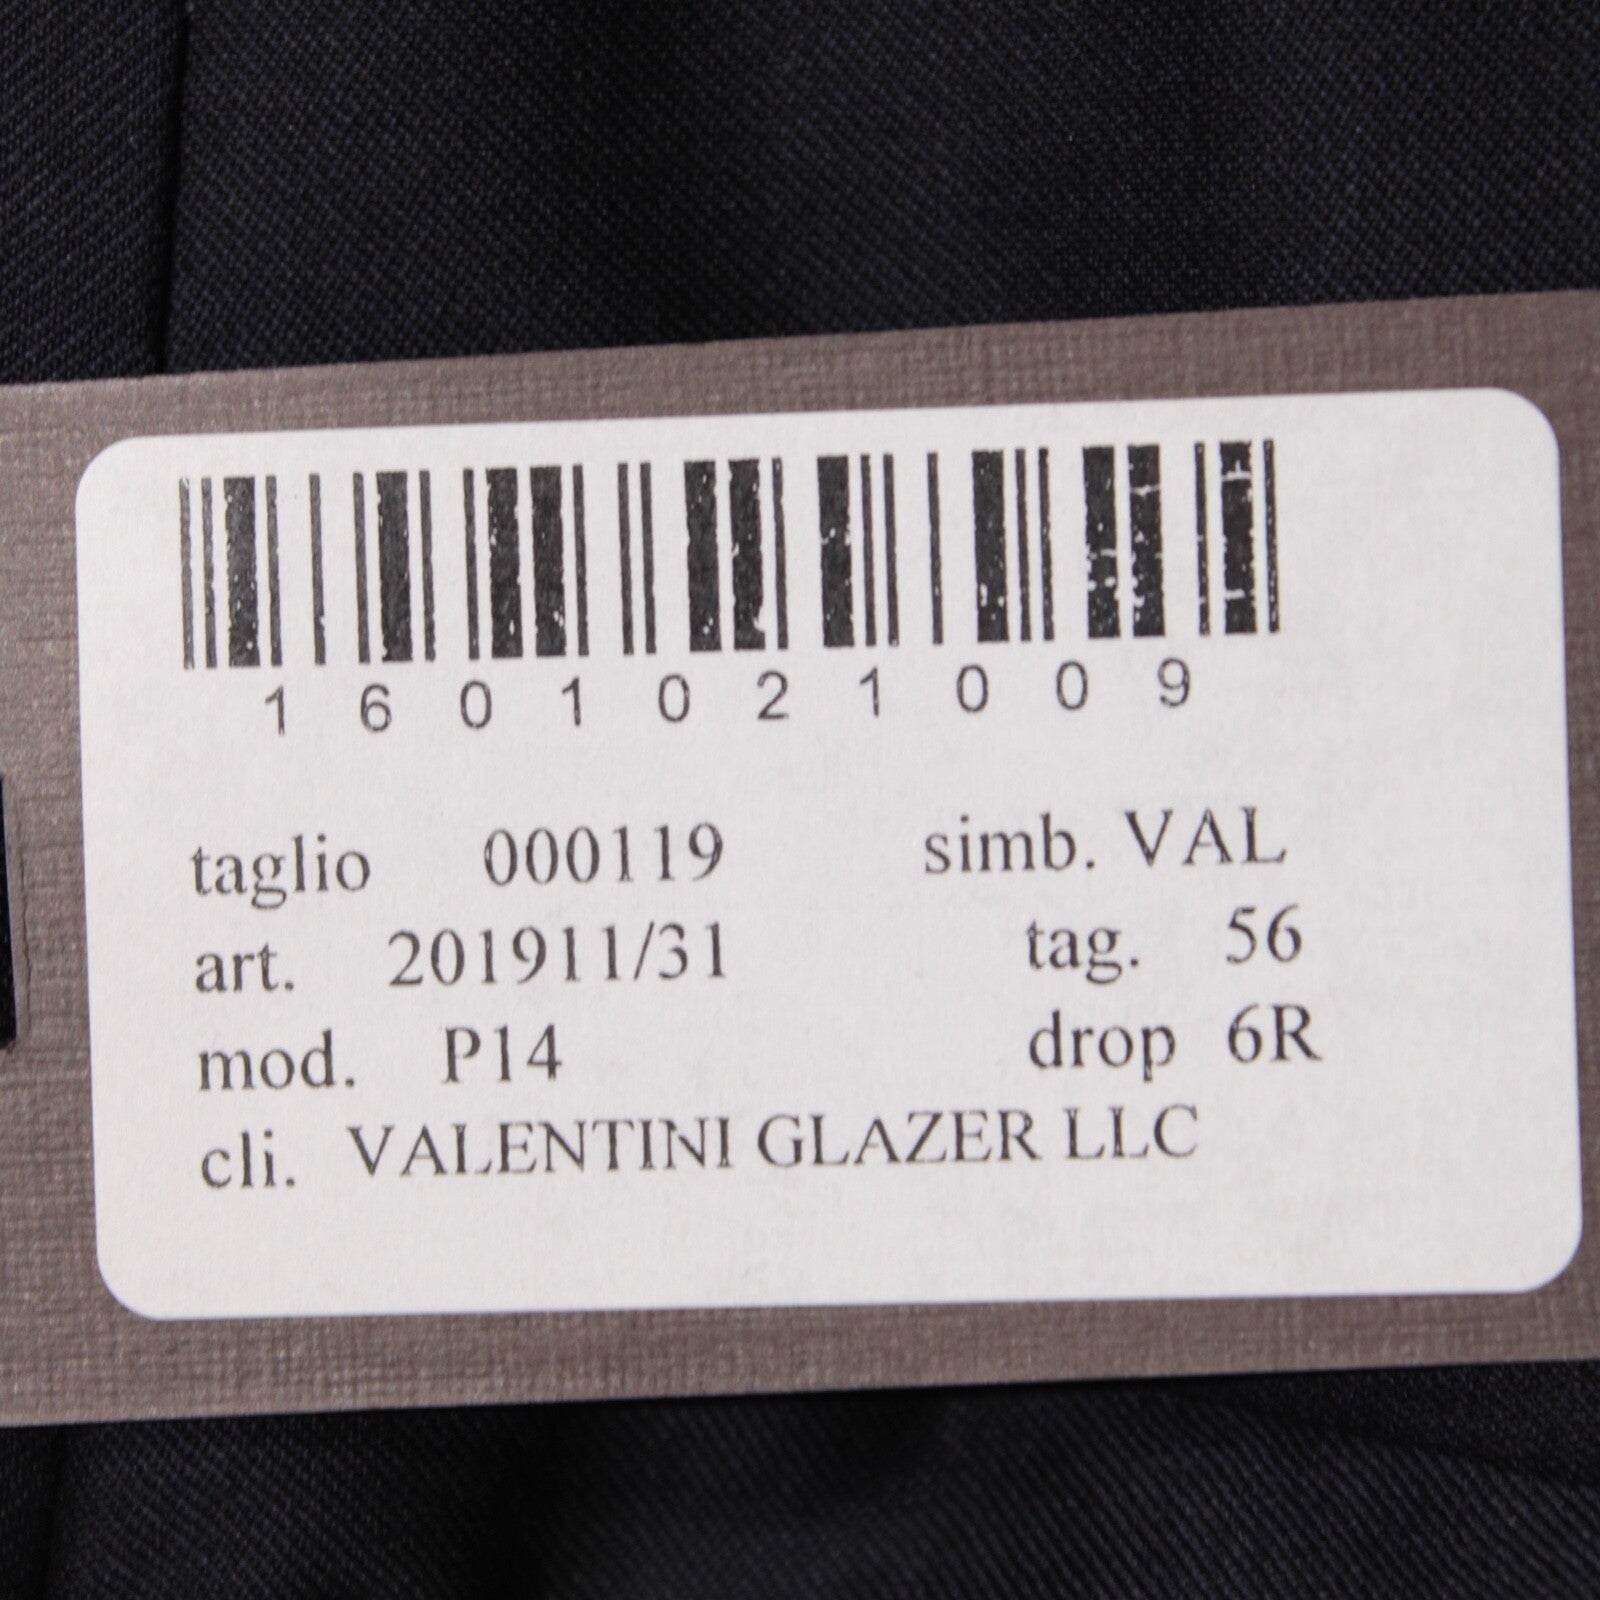 1601021009
taglio 000119 simb. VAL
art. 201911/31 tag. 56
mod. P14 drop 6R
cli. VALENTINI GLAZER LLC